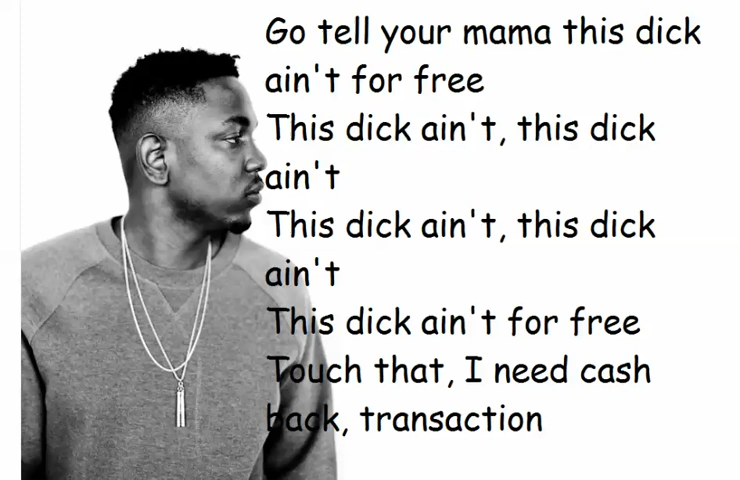 Go tell your mama this dick
ain't for free
This dick ain't, this dick
ain't
This dick ain't, this dick
ain't
This dick ain't for free
Touch that, I need cash
back, transaction